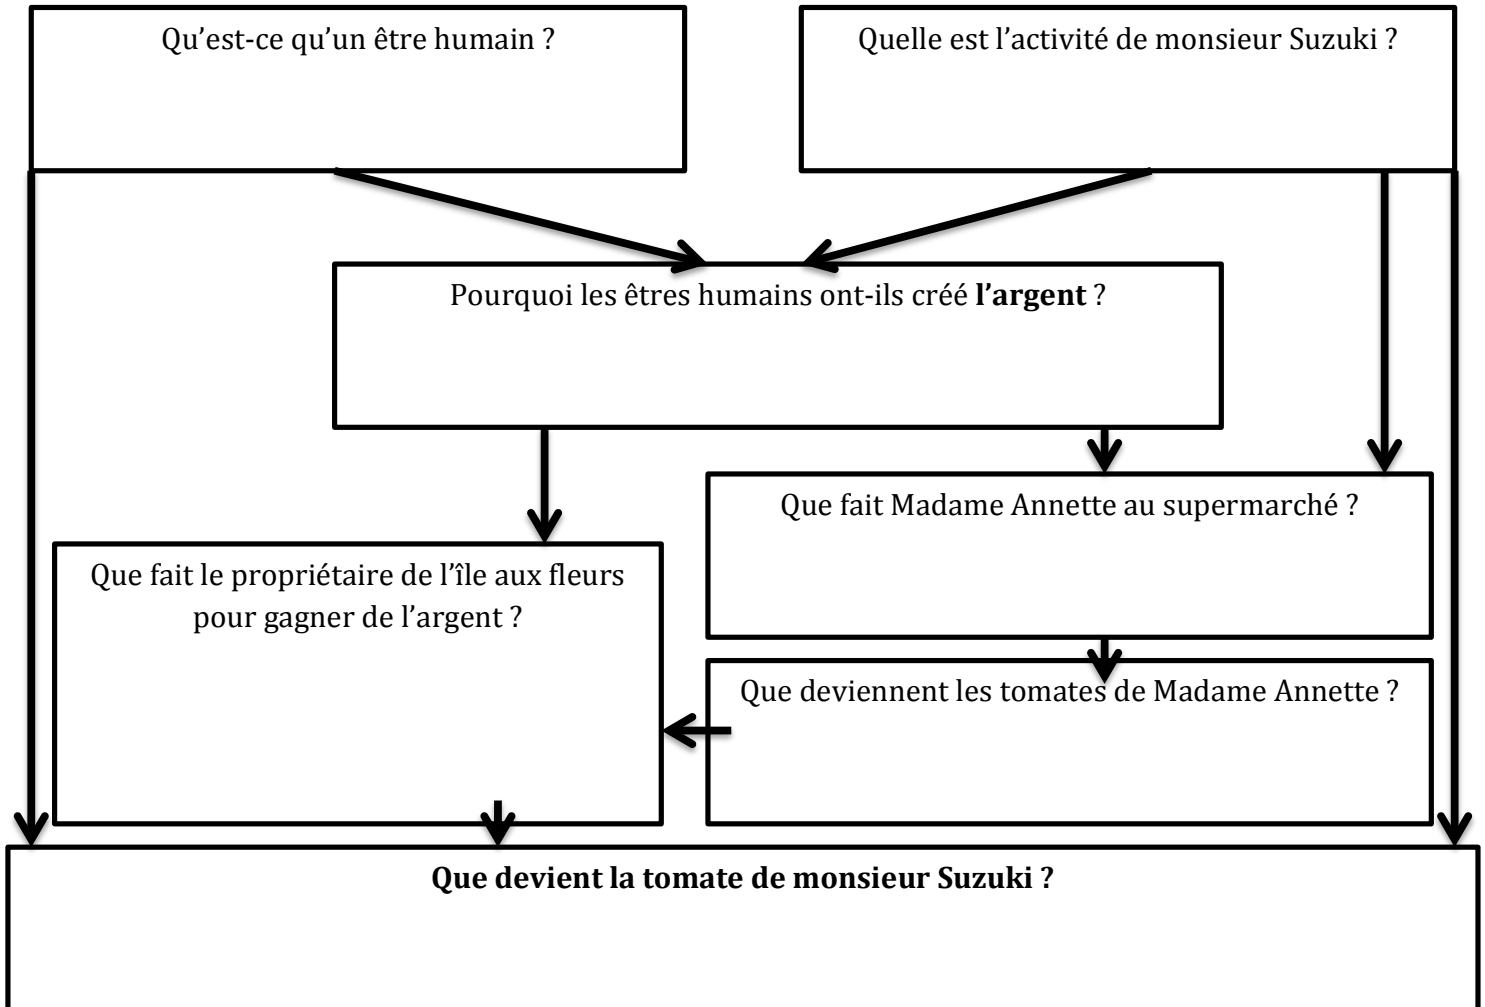 Qu’est-ce qu’un être humain ?
Quelle est l’activité de monsieur Suzuki ?
Pourquoi les êtres humains ont-ils créé l’argent ?
Que fait Madame Annette au supermarché ?
Que fait le propriétaire de l’île aux fleurs
pour gagner de l’argent ?
Que deviennent les tomates de Madame Annette ?
Que devient la tomate de monsieur Suzuki ?